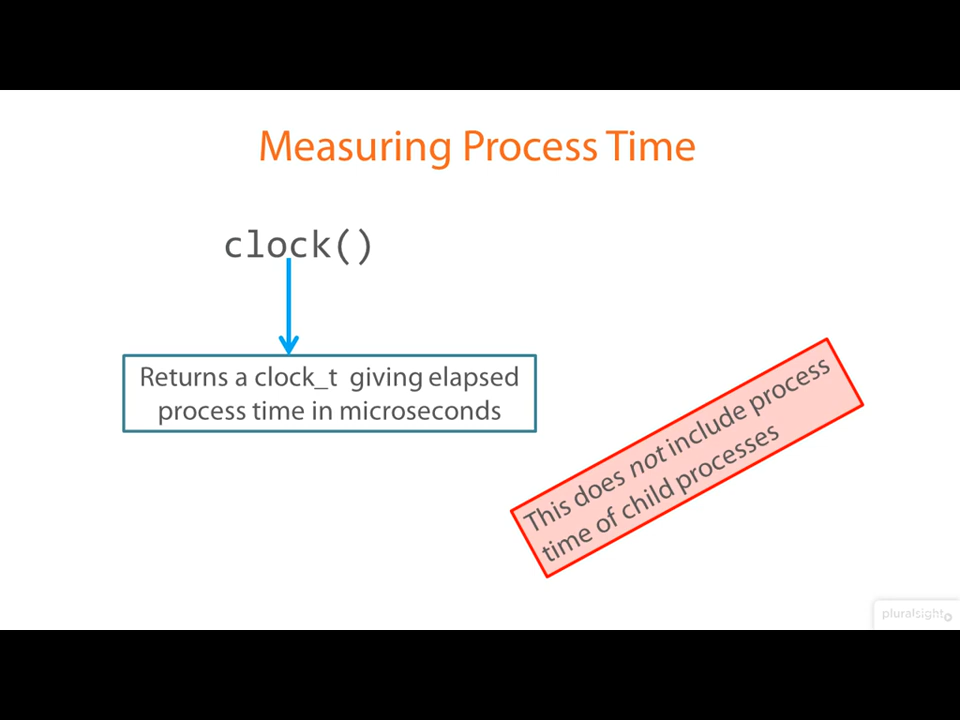 Measuring Process Time
clock()
Returns a clock_t giving elapsed
process time in microseconds
This does not include process
time of child processes
pluralsight